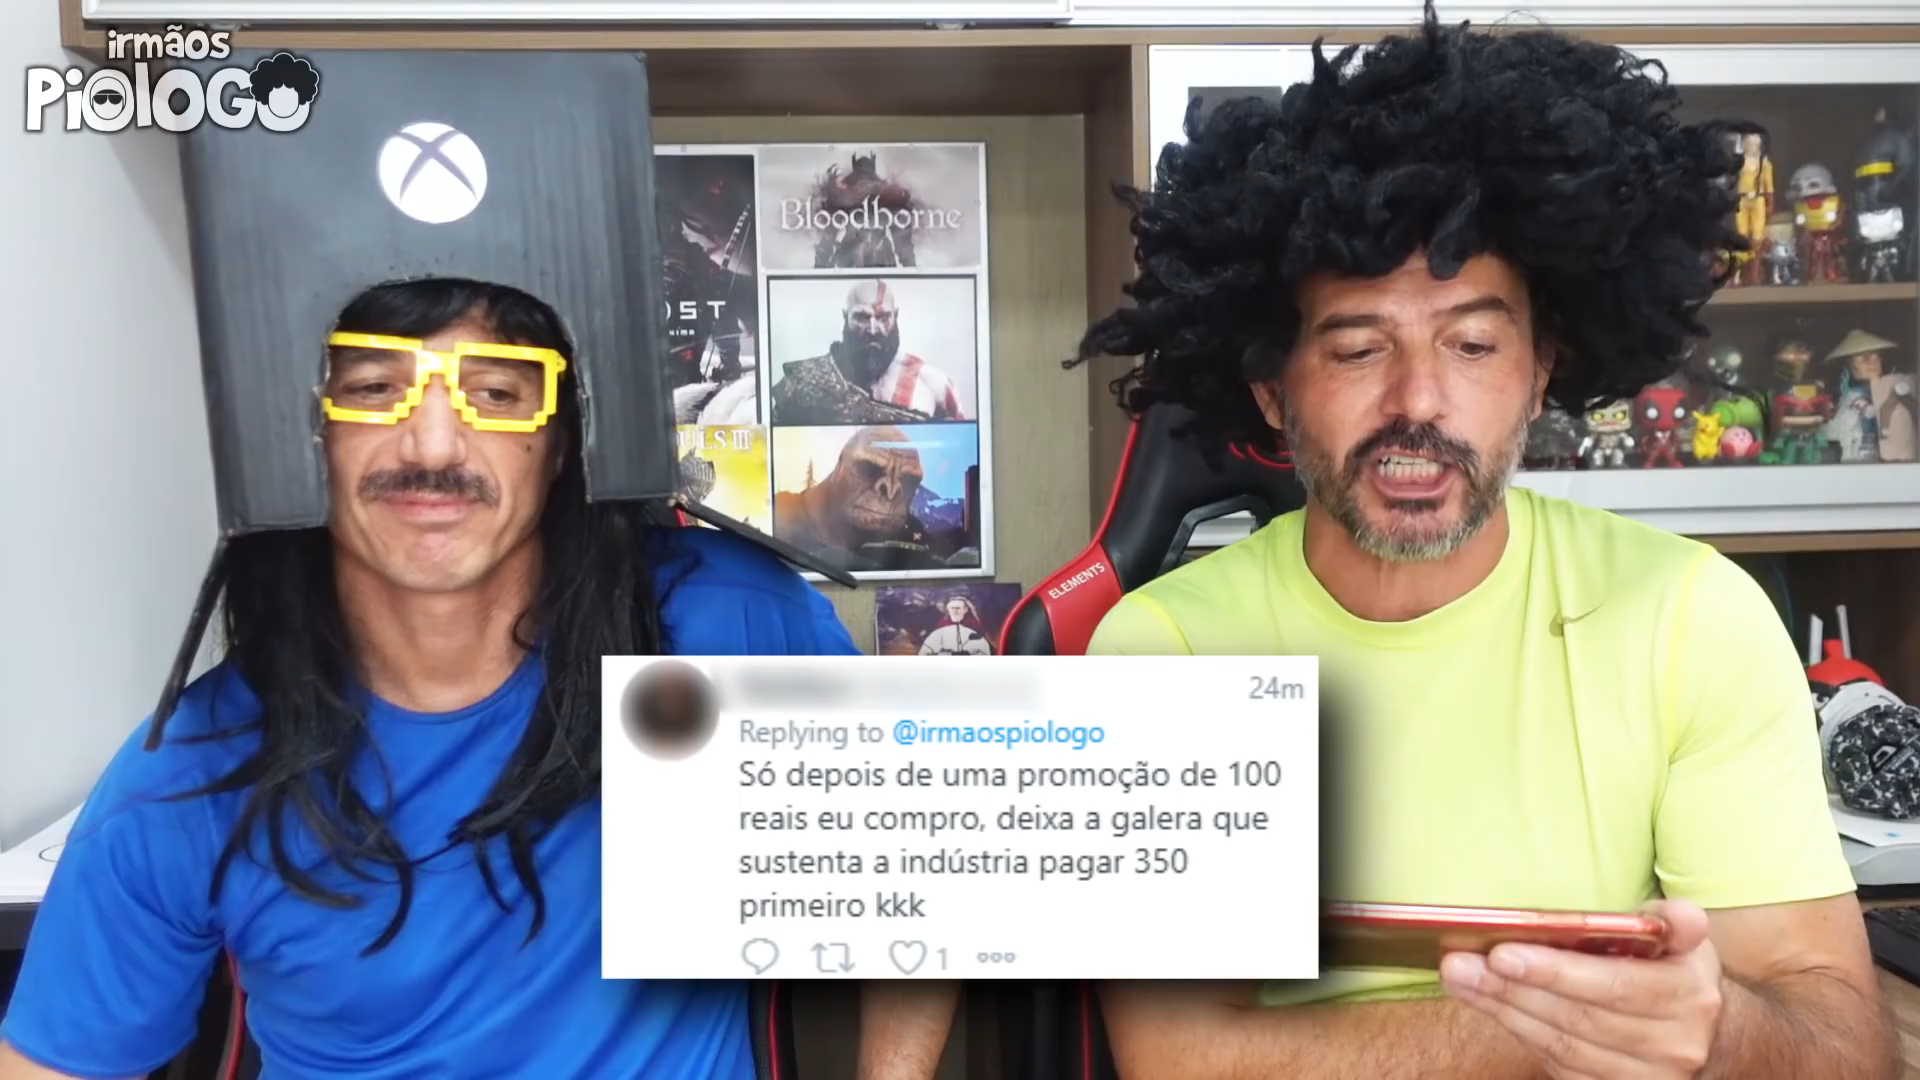 irmãos
PiOlOGO
Bloodborne
OST
ULS III
ELEMENTS
24m
Replying to @irmaospiologo
Só depois de uma promoção de 100
reais eu compro, deixa a galera que
sustenta a indústria pagar 350
primeiro kkk
1